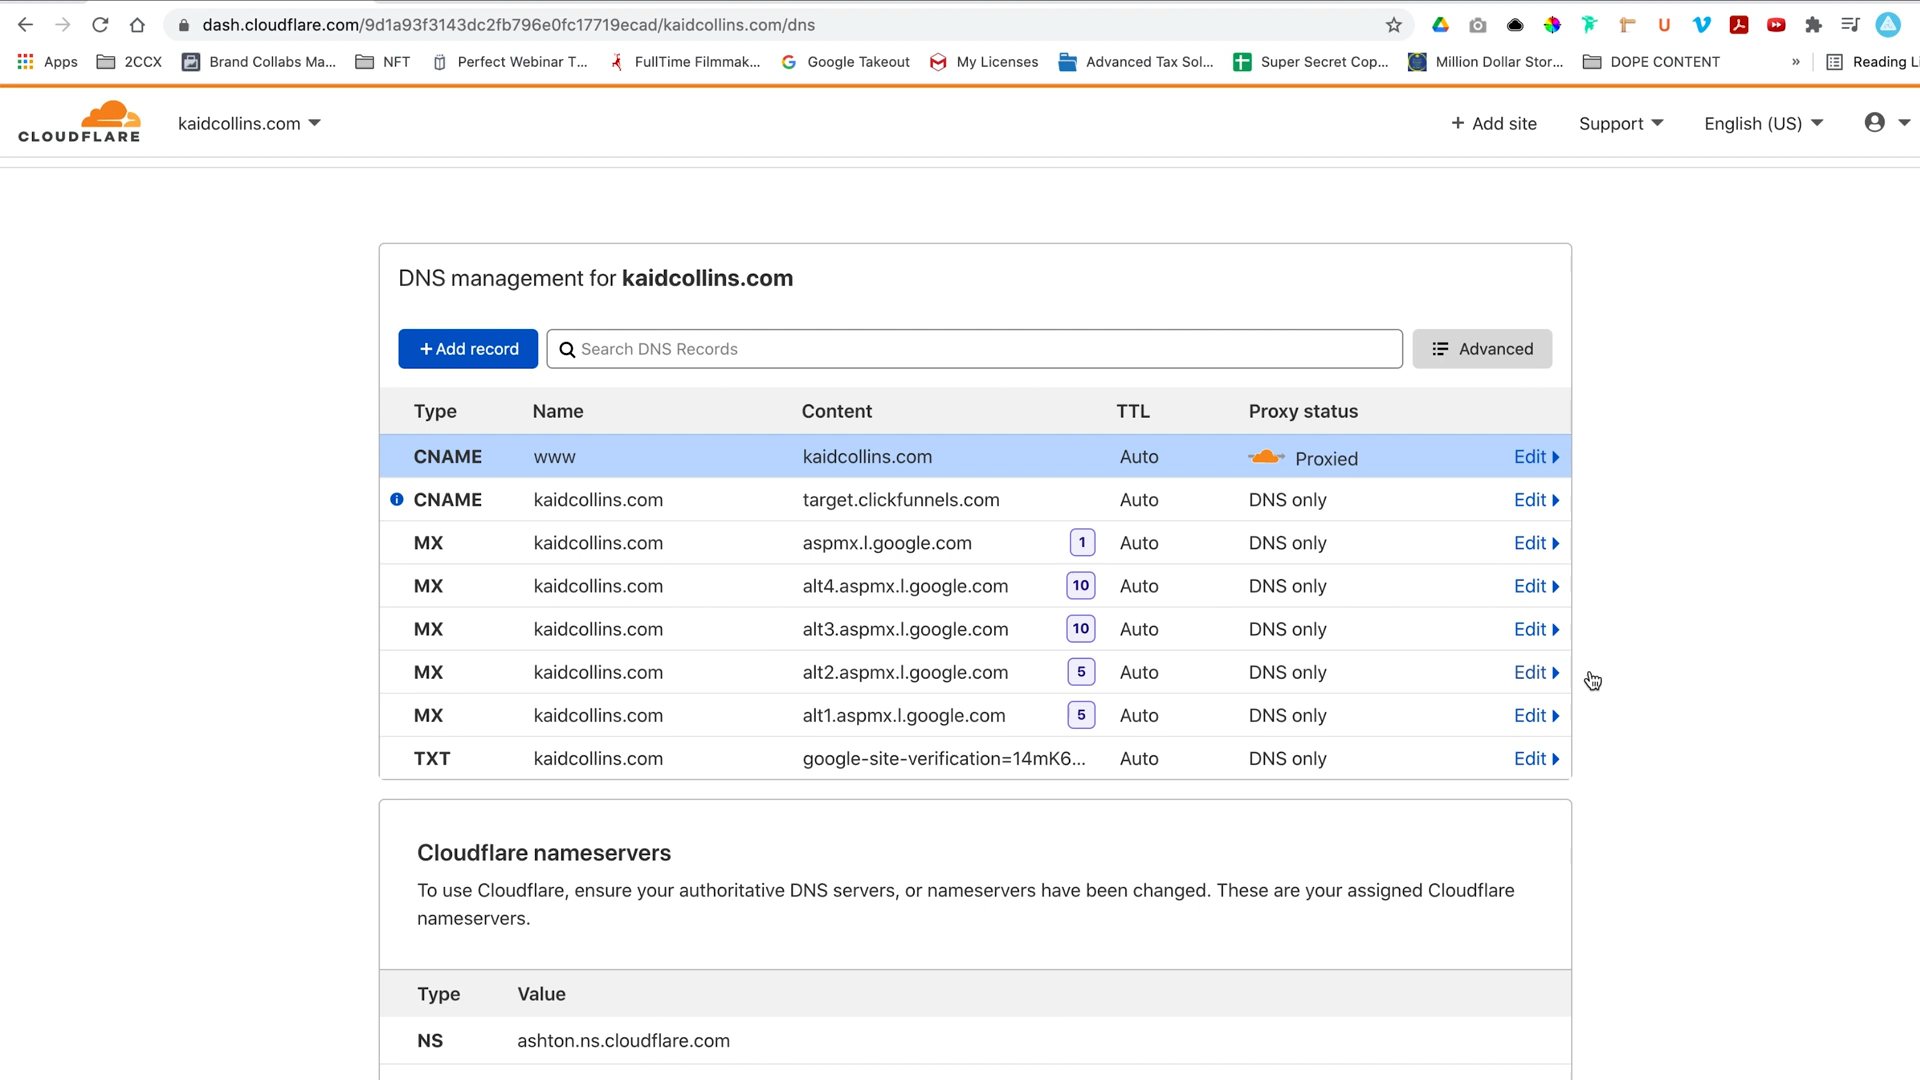 dash.cloudflare.com/9d1a93f3143dc2fb796e0fc17719ecad/kaidcollins.com/dns
Apps 2CCX Brand Collabs Ma... NFT Perfect Webinar T... FullTime Filmmak... Google Takeout My Licenses Advanced Tax Sol... Super Secret Cop... Million Dollar Stor... DOPE CONTENT » Reading Li
CLOUDFLARE kaidcollins.com + Add site Support English (US)
DNS management for kaidcollins.com
+ Add record Search DNS Records Advanced
Type Name Content TTL Proxy status
CNAME www kaidcollins.com Auto Proxied Edit
CNAME kaidcollins.com target.clickfunnels.com Auto DNS only Edit
MX kaidcollins.com aspmx.l.google.com 1 Auto DNS only Edit
MX kaidcollins.com alt4.aspmx.l.google.com 10 Auto DNS only Edit
MX kaidcollins.com alt3.aspmx.l.google.com 10 Auto DNS only Edit
MX kaidcollins.com alt2.aspmx.l.google.com 5 Auto DNS only Edit
MX kaidcollins.com alt1.aspmx.l.google.com 5 Auto DNS only Edit
TXT kaidcollins.com google-site-verification=14mK6... Auto DNS only Edit
Cloudflare nameservers
To use Cloudflare, ensure your authoritative DNS servers, or nameservers have been changed. These are your assigned Cloudflare
nameservers.
Type Value
NS ashton.ns.cloudflare.com